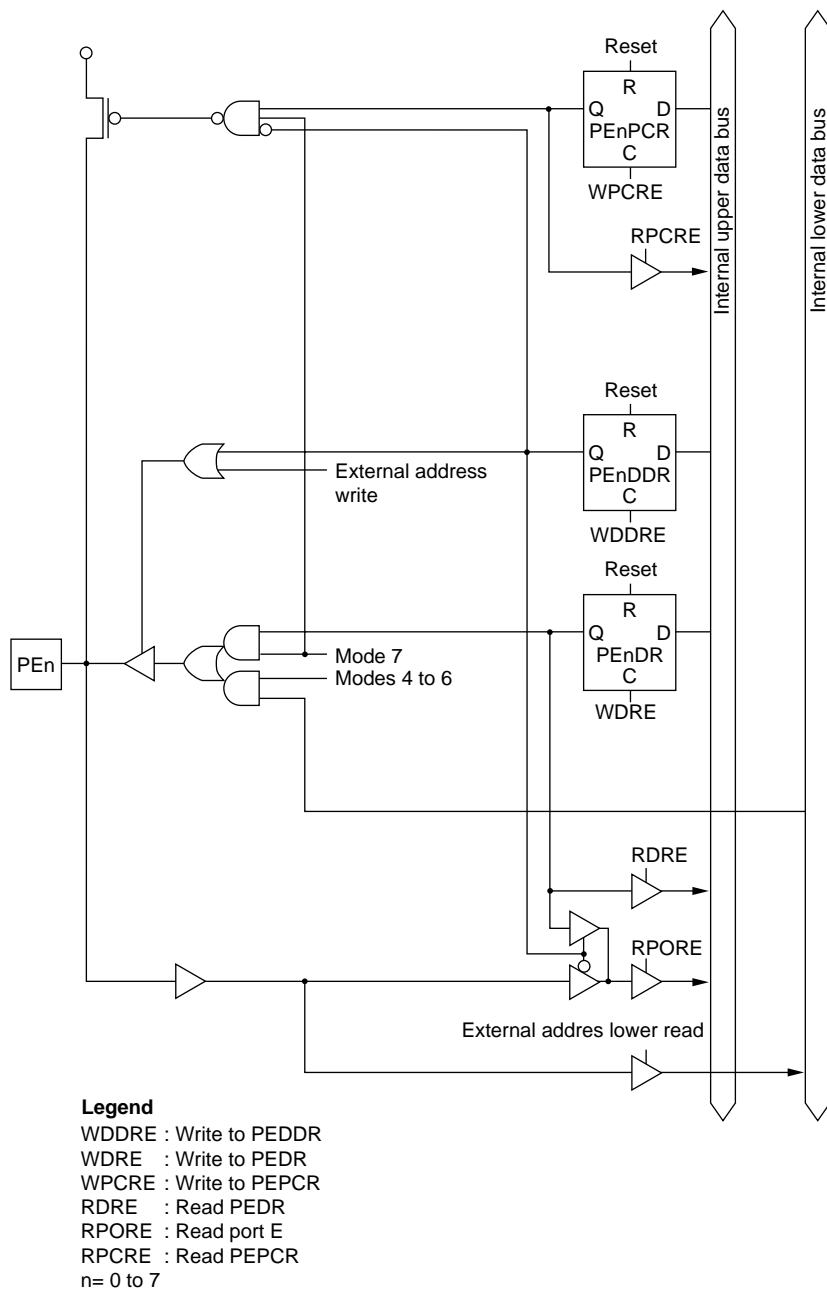 Reset
R
Q D
PEnPCR
C
WPCRE
RPCRE
Internal upper data bus
Internal lower data bus
Reset
R
Q D
PEnDDR
C
WDDRE
External address
write
Reset
R
Q D
PEnDR
C
WDRE
PEn
Mode 7
Modes 4 to 6
RDRE
RPORE
External addres lower read
Legend
WDDRE : Write to PEDDR
WDRE : Write to PEDR
WPCRE : Write to PEPCR
RDRE : Read PEDR
RPORE : Read port E
RPCRE : Read PEPCR
n= 0 to 7